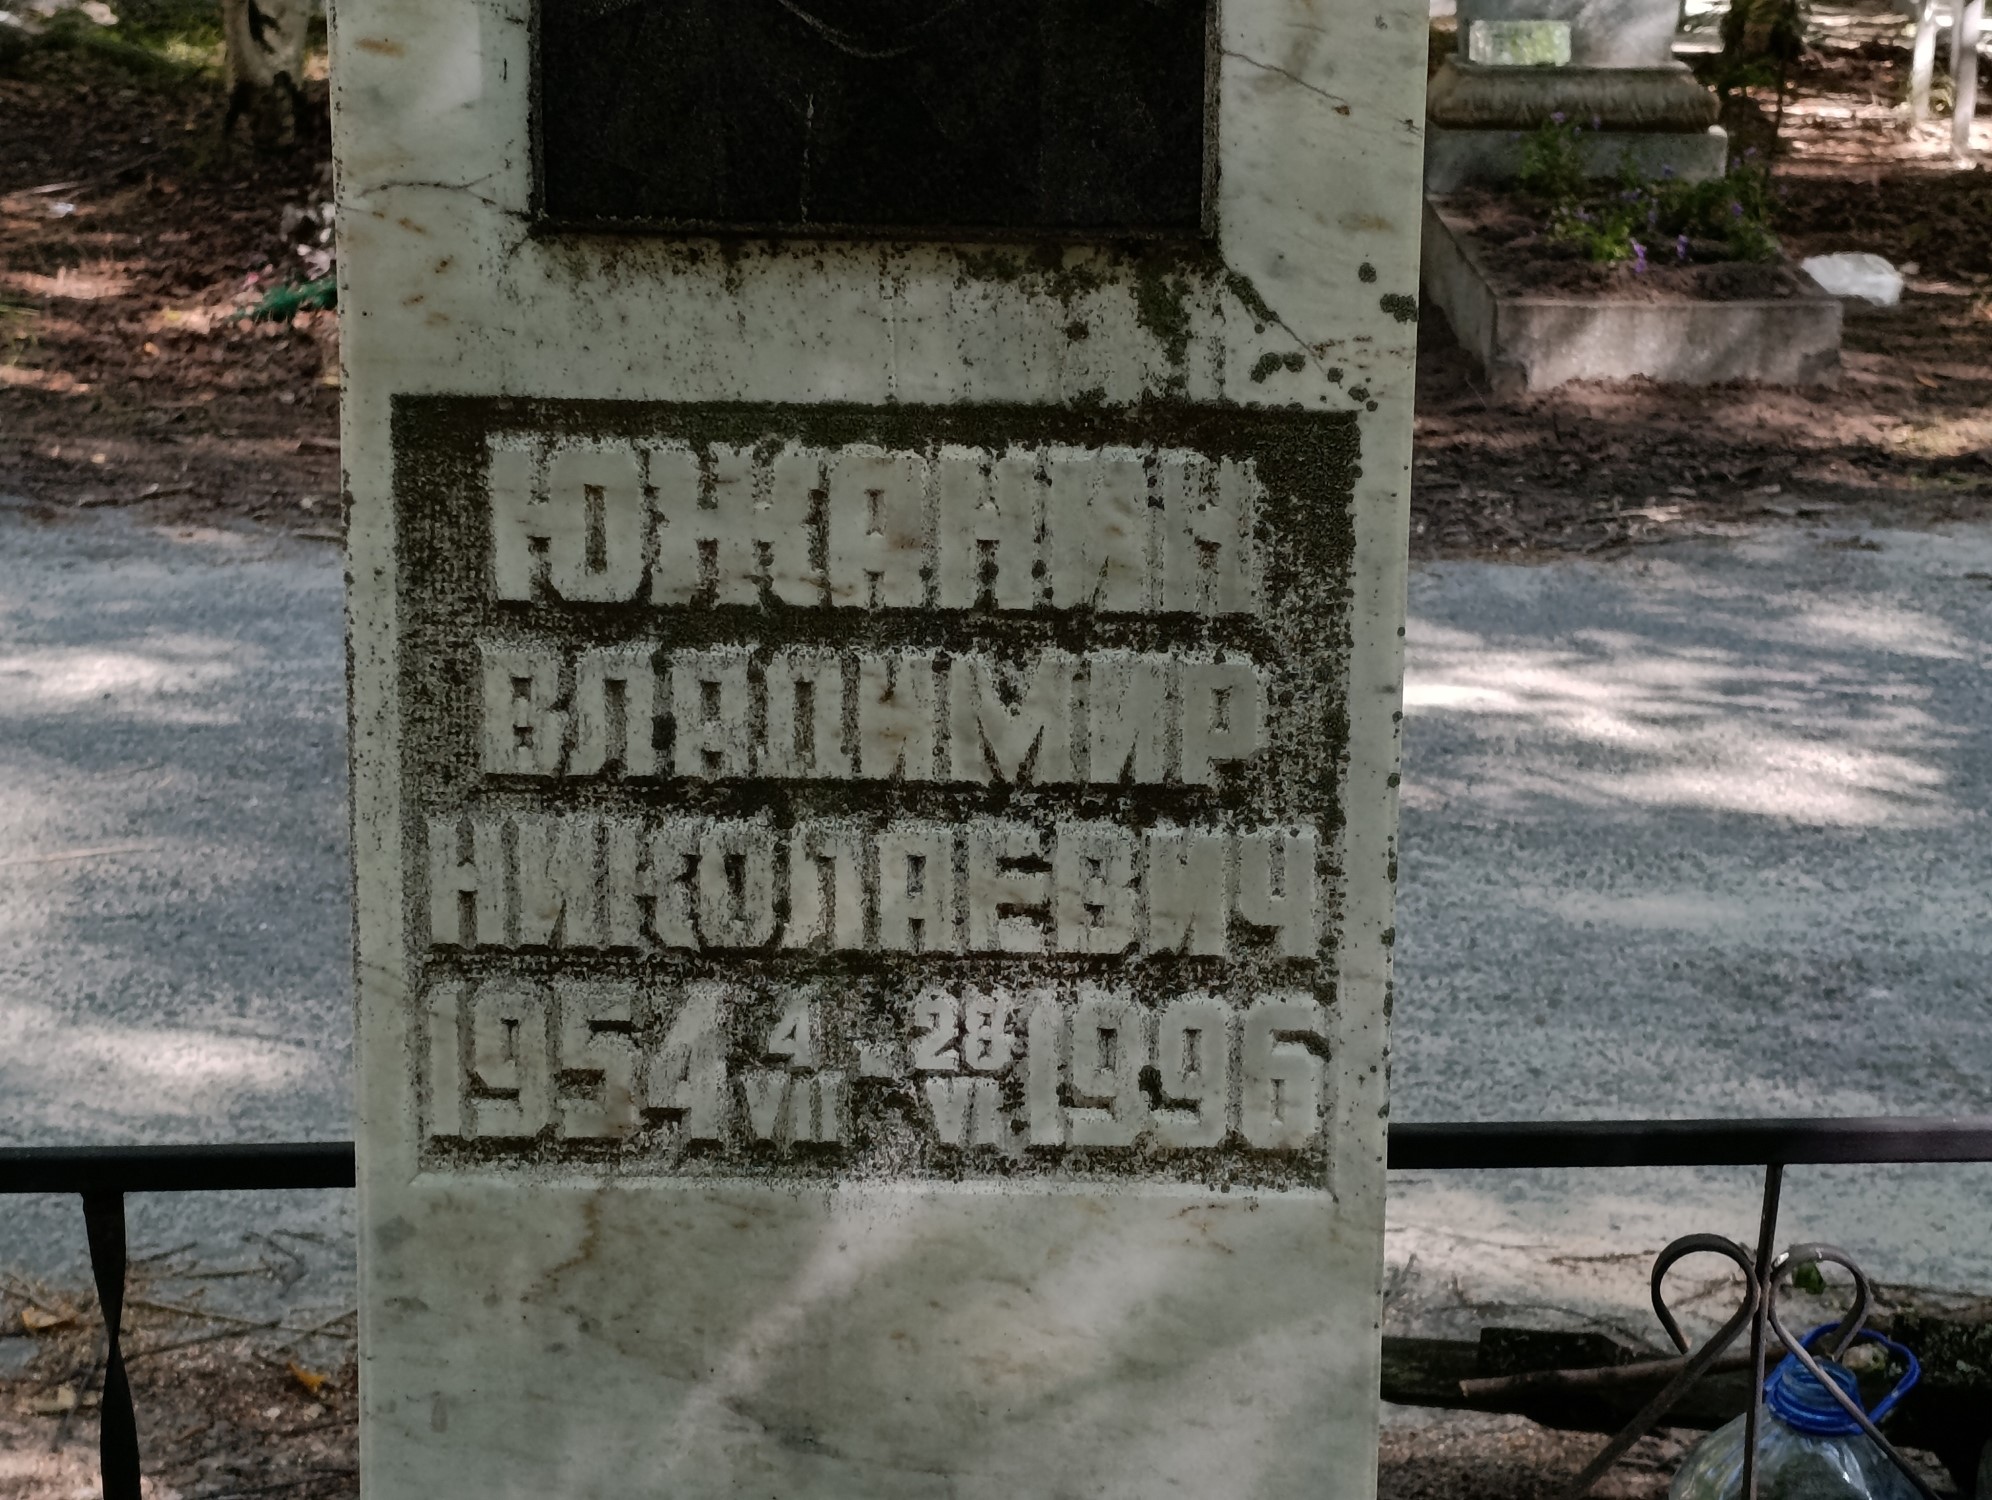 ЮЖАНИН
ВЛАДИМИР
НИКОЛАЕВИЧ
1954 4/VII - 28/VI 1996